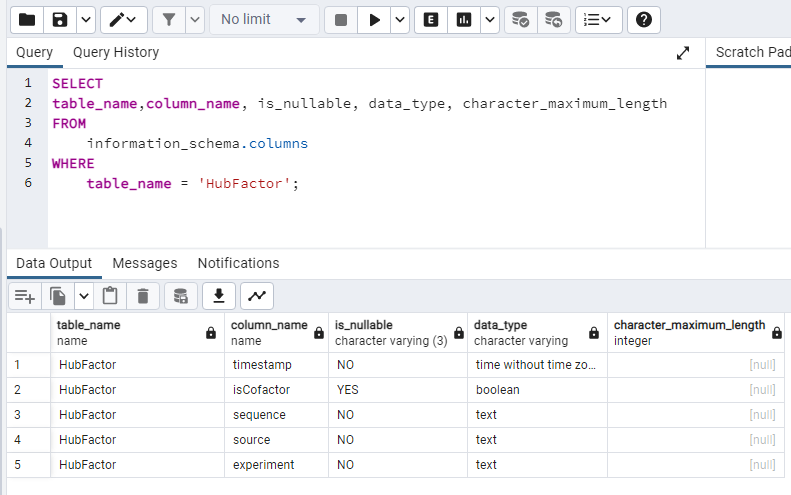 No limit
Query Query History Scratch Pad
1 SELECT
2 table_name,column_name, is_nullable, data_type, character_maximum_length
3 FROM
4 information_schema.columns
5 WHERE
6 table_name = 'HubFactor';
Data Output Messages Notifications
table_name column_name is_nullable data_type character_maximum_length
name name character varying (3) character varying integer
1 HubFactor timestamp NO time without time zo... [null]
2 HubFactor isCofactor YES boolean [null]
3 HubFactor sequence NO text [null]
4 HubFactor source NO text [null]
5 HubFactor experiment NO text [null]